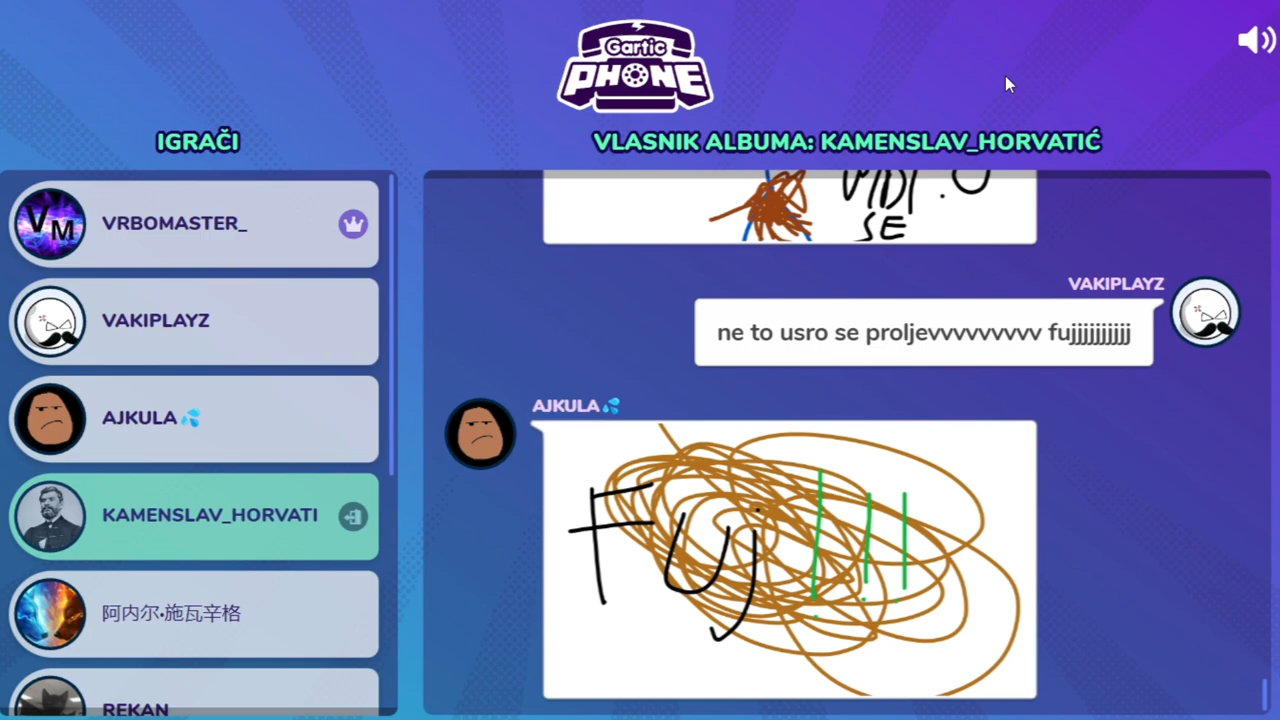 Gartic
PHONE
IGRAČI
VLASNIK ALBUMA: KAMENSLAV_HORVATIĆ
VM
VRBOMASTER_
VAKIPLAYZ
AJKULA💦
KAMENSLAV_HORVATI
阿内尔•施瓦辛格
REKAN
SE
VAKIPLAYZ
ne to usro se proljevvvvvvvvv fujjjjjjjjjj
AJKULA💦
Fuj !!!